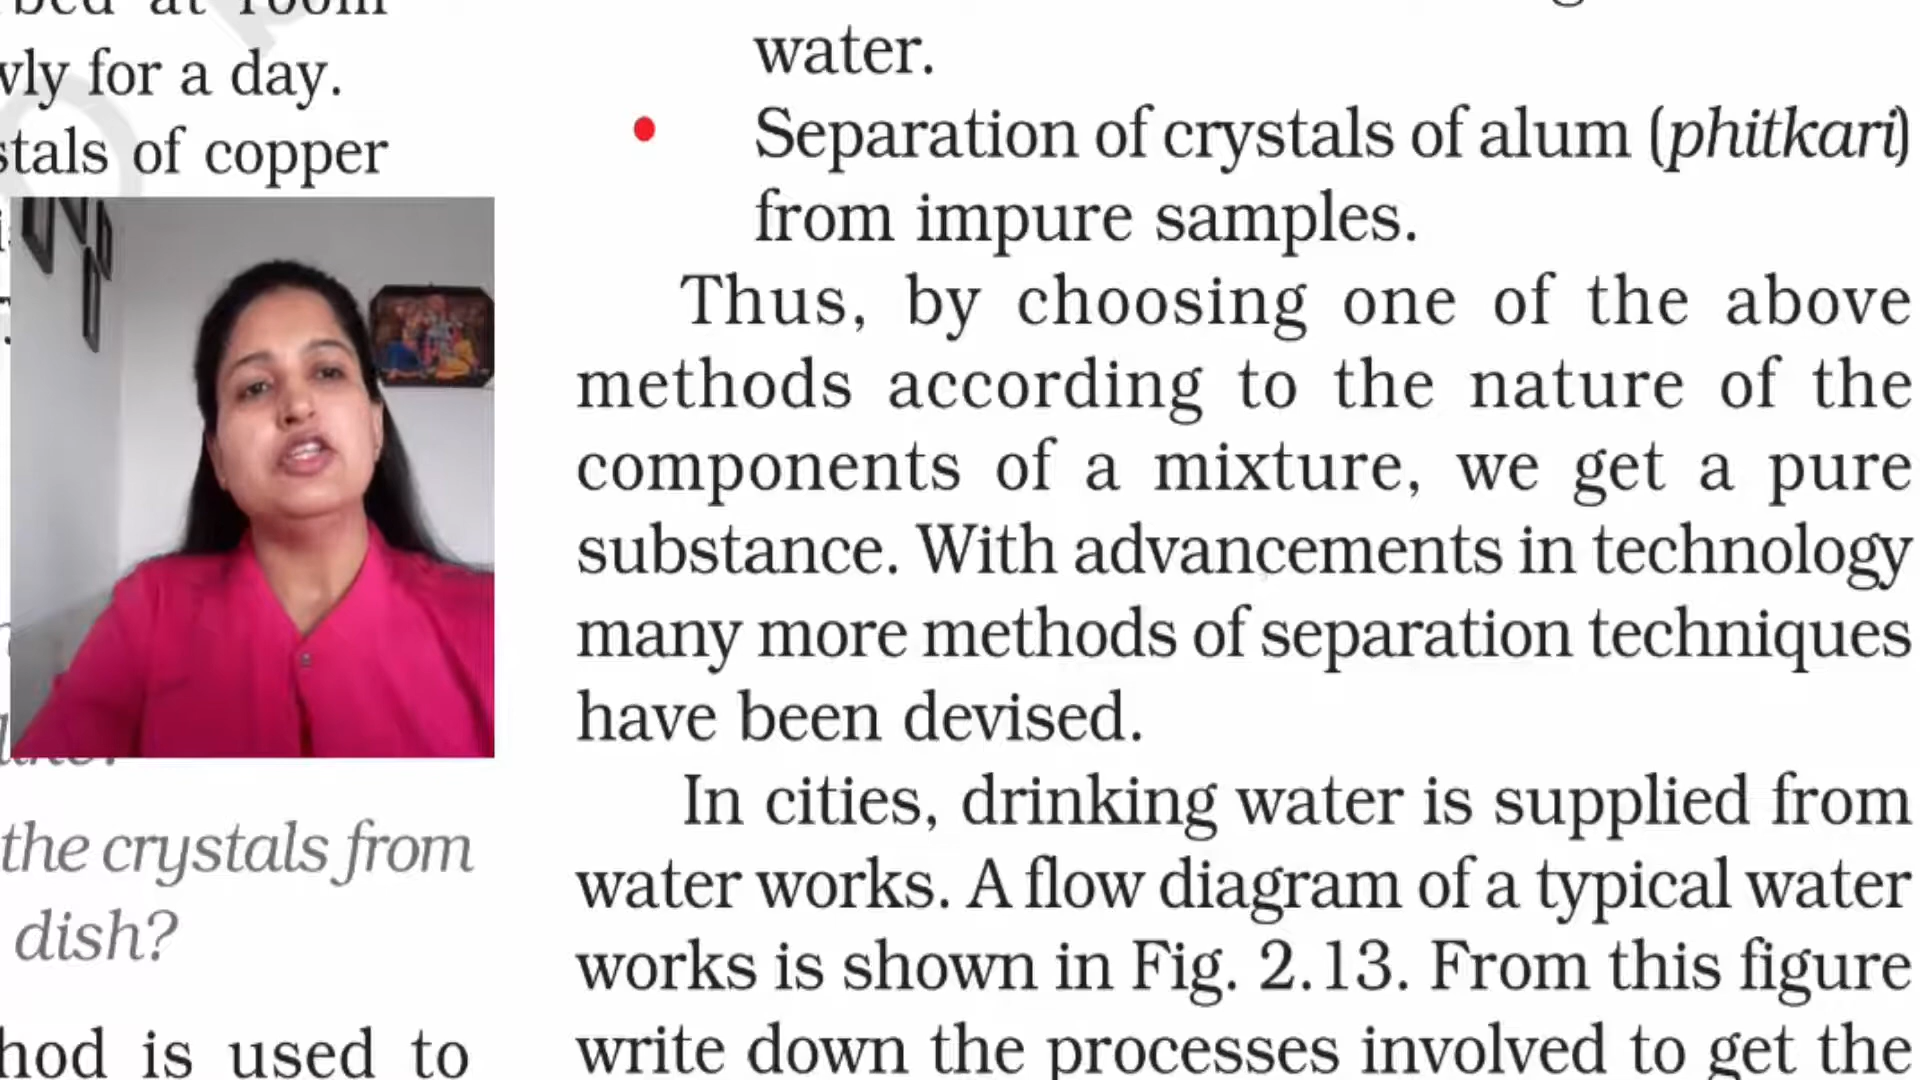 room
for a day.
of copper
the crystals from
dish?
is used to
water.
• Separation of crystals of alum (phitkari)
from impure samples.
Thus, by choosing one of the above
methods according to the nature of the
components of a mixture, we get a pure
substance. With advancements in technology
many more methods of separation techniques
have been devised.
In cities, drinking water is supplied from
water works. A flow diagram of a typical water
works is shown in Fig. 2.13. From this figure
write down the processes involved to get the